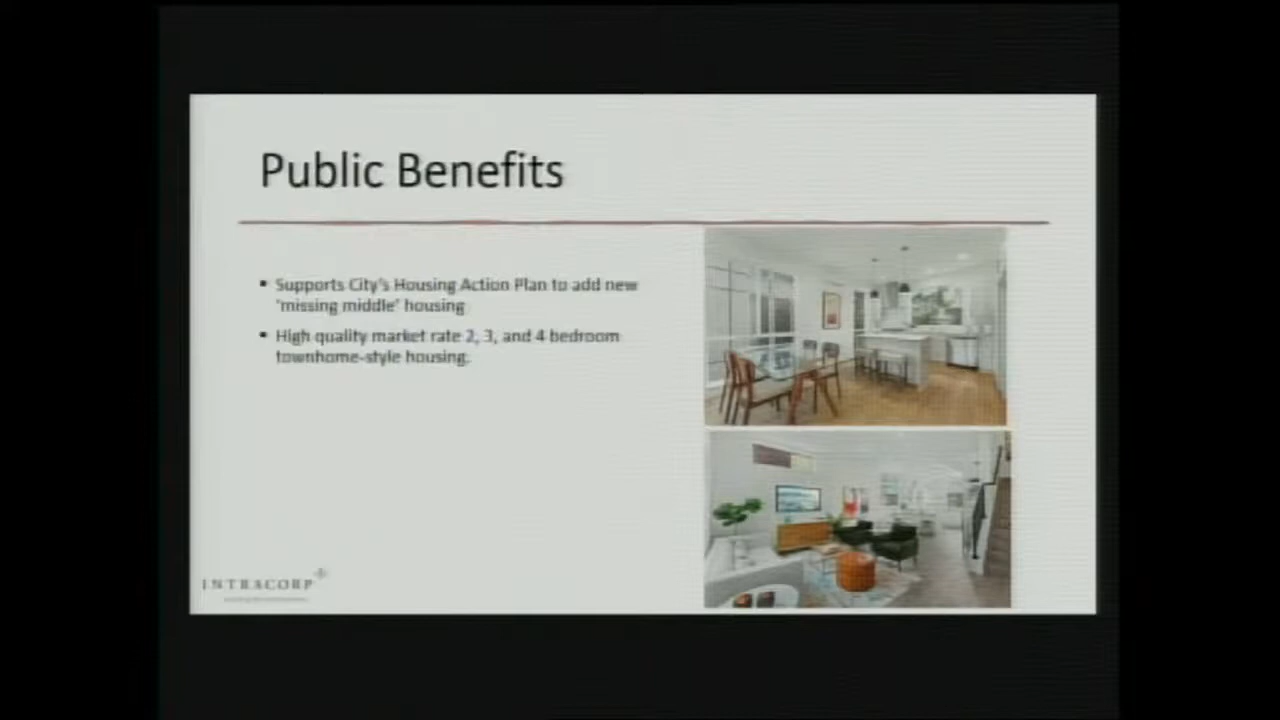 Public Benefits
▪ Supports City's Housing Action Plan to add new
'missing middle' housing
▪ High quality market rate 2, 3, and 4 bedroom
townhome-style housing.
INTRACORP